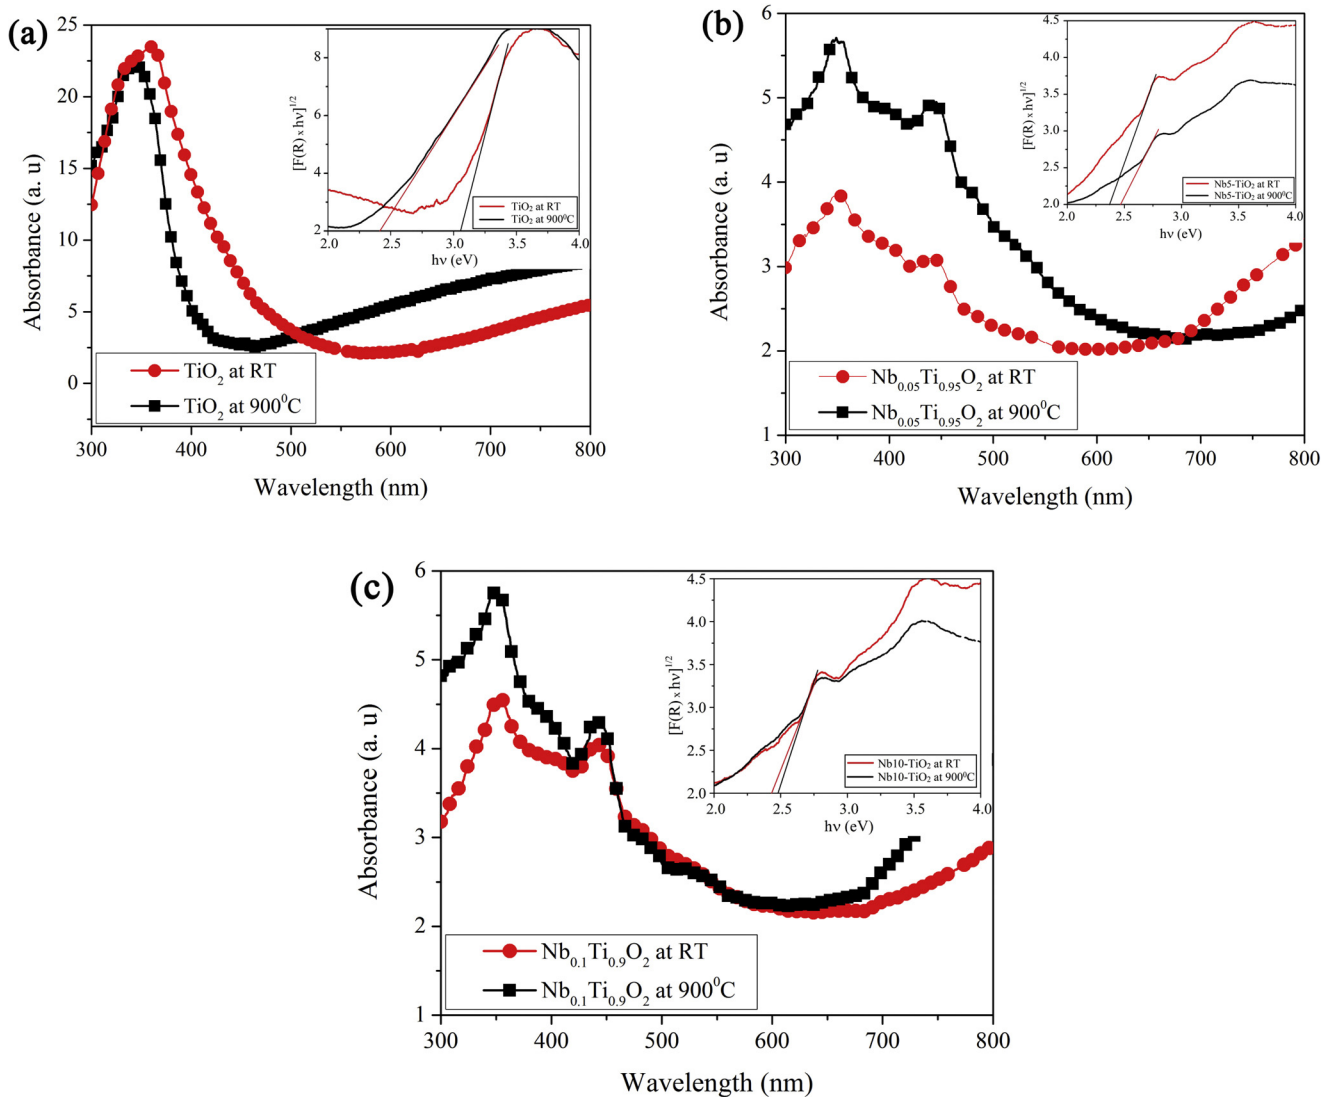 (a)
25
20
15
10
5
0
Absorbance (a. u)
300 400 500 600 700 800
Wavelength (nm)
TiO₂ at RT
TiO₂ at 900⁰C
8
6
4
2
[F(R) x hν]^1/2
2.0 2.5 3.0 3.5 4.0
hν (eV)
TiO₂ at RT
TiO₂ at 900⁰C
(b)
6
5
4
3
2
1
Absorbance (a. u)
300 400 500 600 700 800
Wavelength (nm)
Nb₀.₀₅Ti₀.₉₅O₂ at RT
Nb₀.₀₅Ti₀.₉₅O₂ at 900⁰C
4.5
4.0
3.5
3.0
2.5
2.0
[F(R) x hν]^1/2
2.0 2.5 3.0 3.5 4.0
hν (eV)
Nb5-TiO₂ at RT
Nb5-TiO₂ at 900⁰C
(c)
6
5
4
3
2
1
Absorbance (a. u)
300 400 500 600 700 800
Wavelength (nm)
Nb₀.₁Ti₀.₉O₂ at RT
Nb₀.₁Ti₀.₉O₂ at 900⁰C
4.5
4.0
3.5
3.0
2.5
2.0
[F(R) x hν]^1/2
2.0 2.5 3.0 3.5 4.0
hν (eV)
Nb10-TiO₂ at RT
Nb10-TiO₂ at 900⁰C